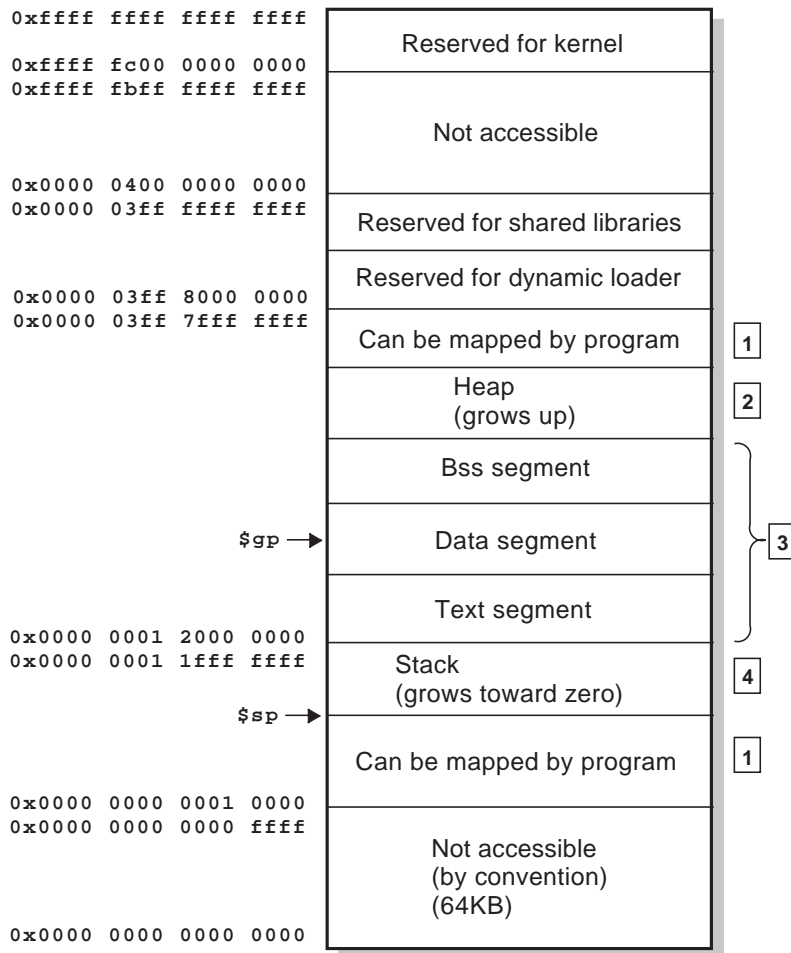 0xffff ffff ffff ffff
Reserved for kernel
0xffff fc00 0000 0000
0xffff fbff ffff ffff
Not accessible
0x0000 0400 0000 0000
0x0000 03ff ffff ffff
Reserved for shared libraries
Reserved for dynamic loader
0x0000 03ff 8000 0000
0x0000 03ff 7fff ffff
Can be mapped by program
1
Heap
(grows up)
2
Bss segment
$gp
Data segment
3
Text segment
0x0000 0001 2000 0000
0x0000 0001 1fff ffff
Stack
(grows toward zero)
4
$sp
Can be mapped by program
1
0x0000 0000 0001 0000
0x0000 0000 0000 ffff
Not accessible
(by convention)
(64KB)
0x0000 0000 0000 0000